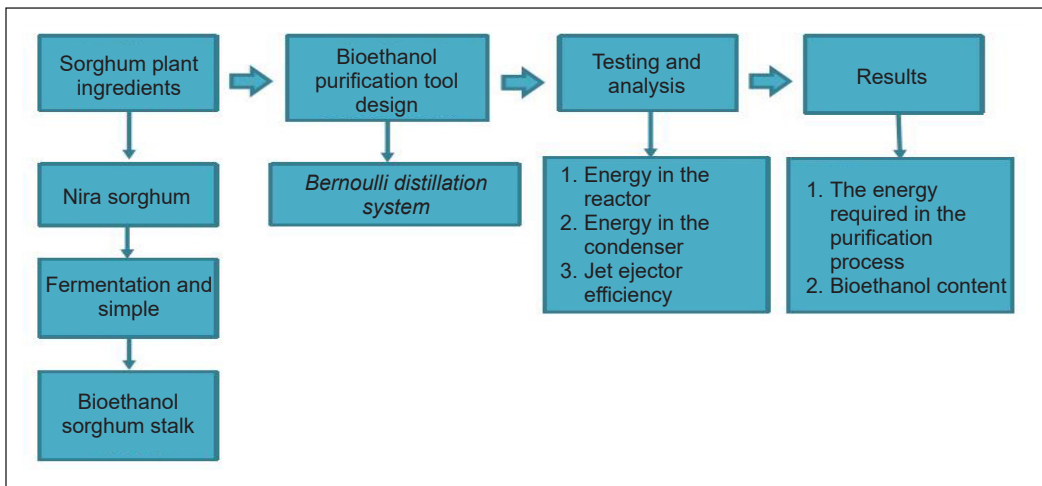 Sorghum plant
ingredients
Bioethanol
purification tool
design
Testing and
analysis
Results
Nira sorghum
Bernoulli distillation
system
1. Energy in the
reactor
2. Energy in the
condenser
3. Jet ejector
efficiency
1. The energy
required in the
purification
process
2. Bioethanol content
Fermentation and
simple
Bioethanol
sorghum stalk